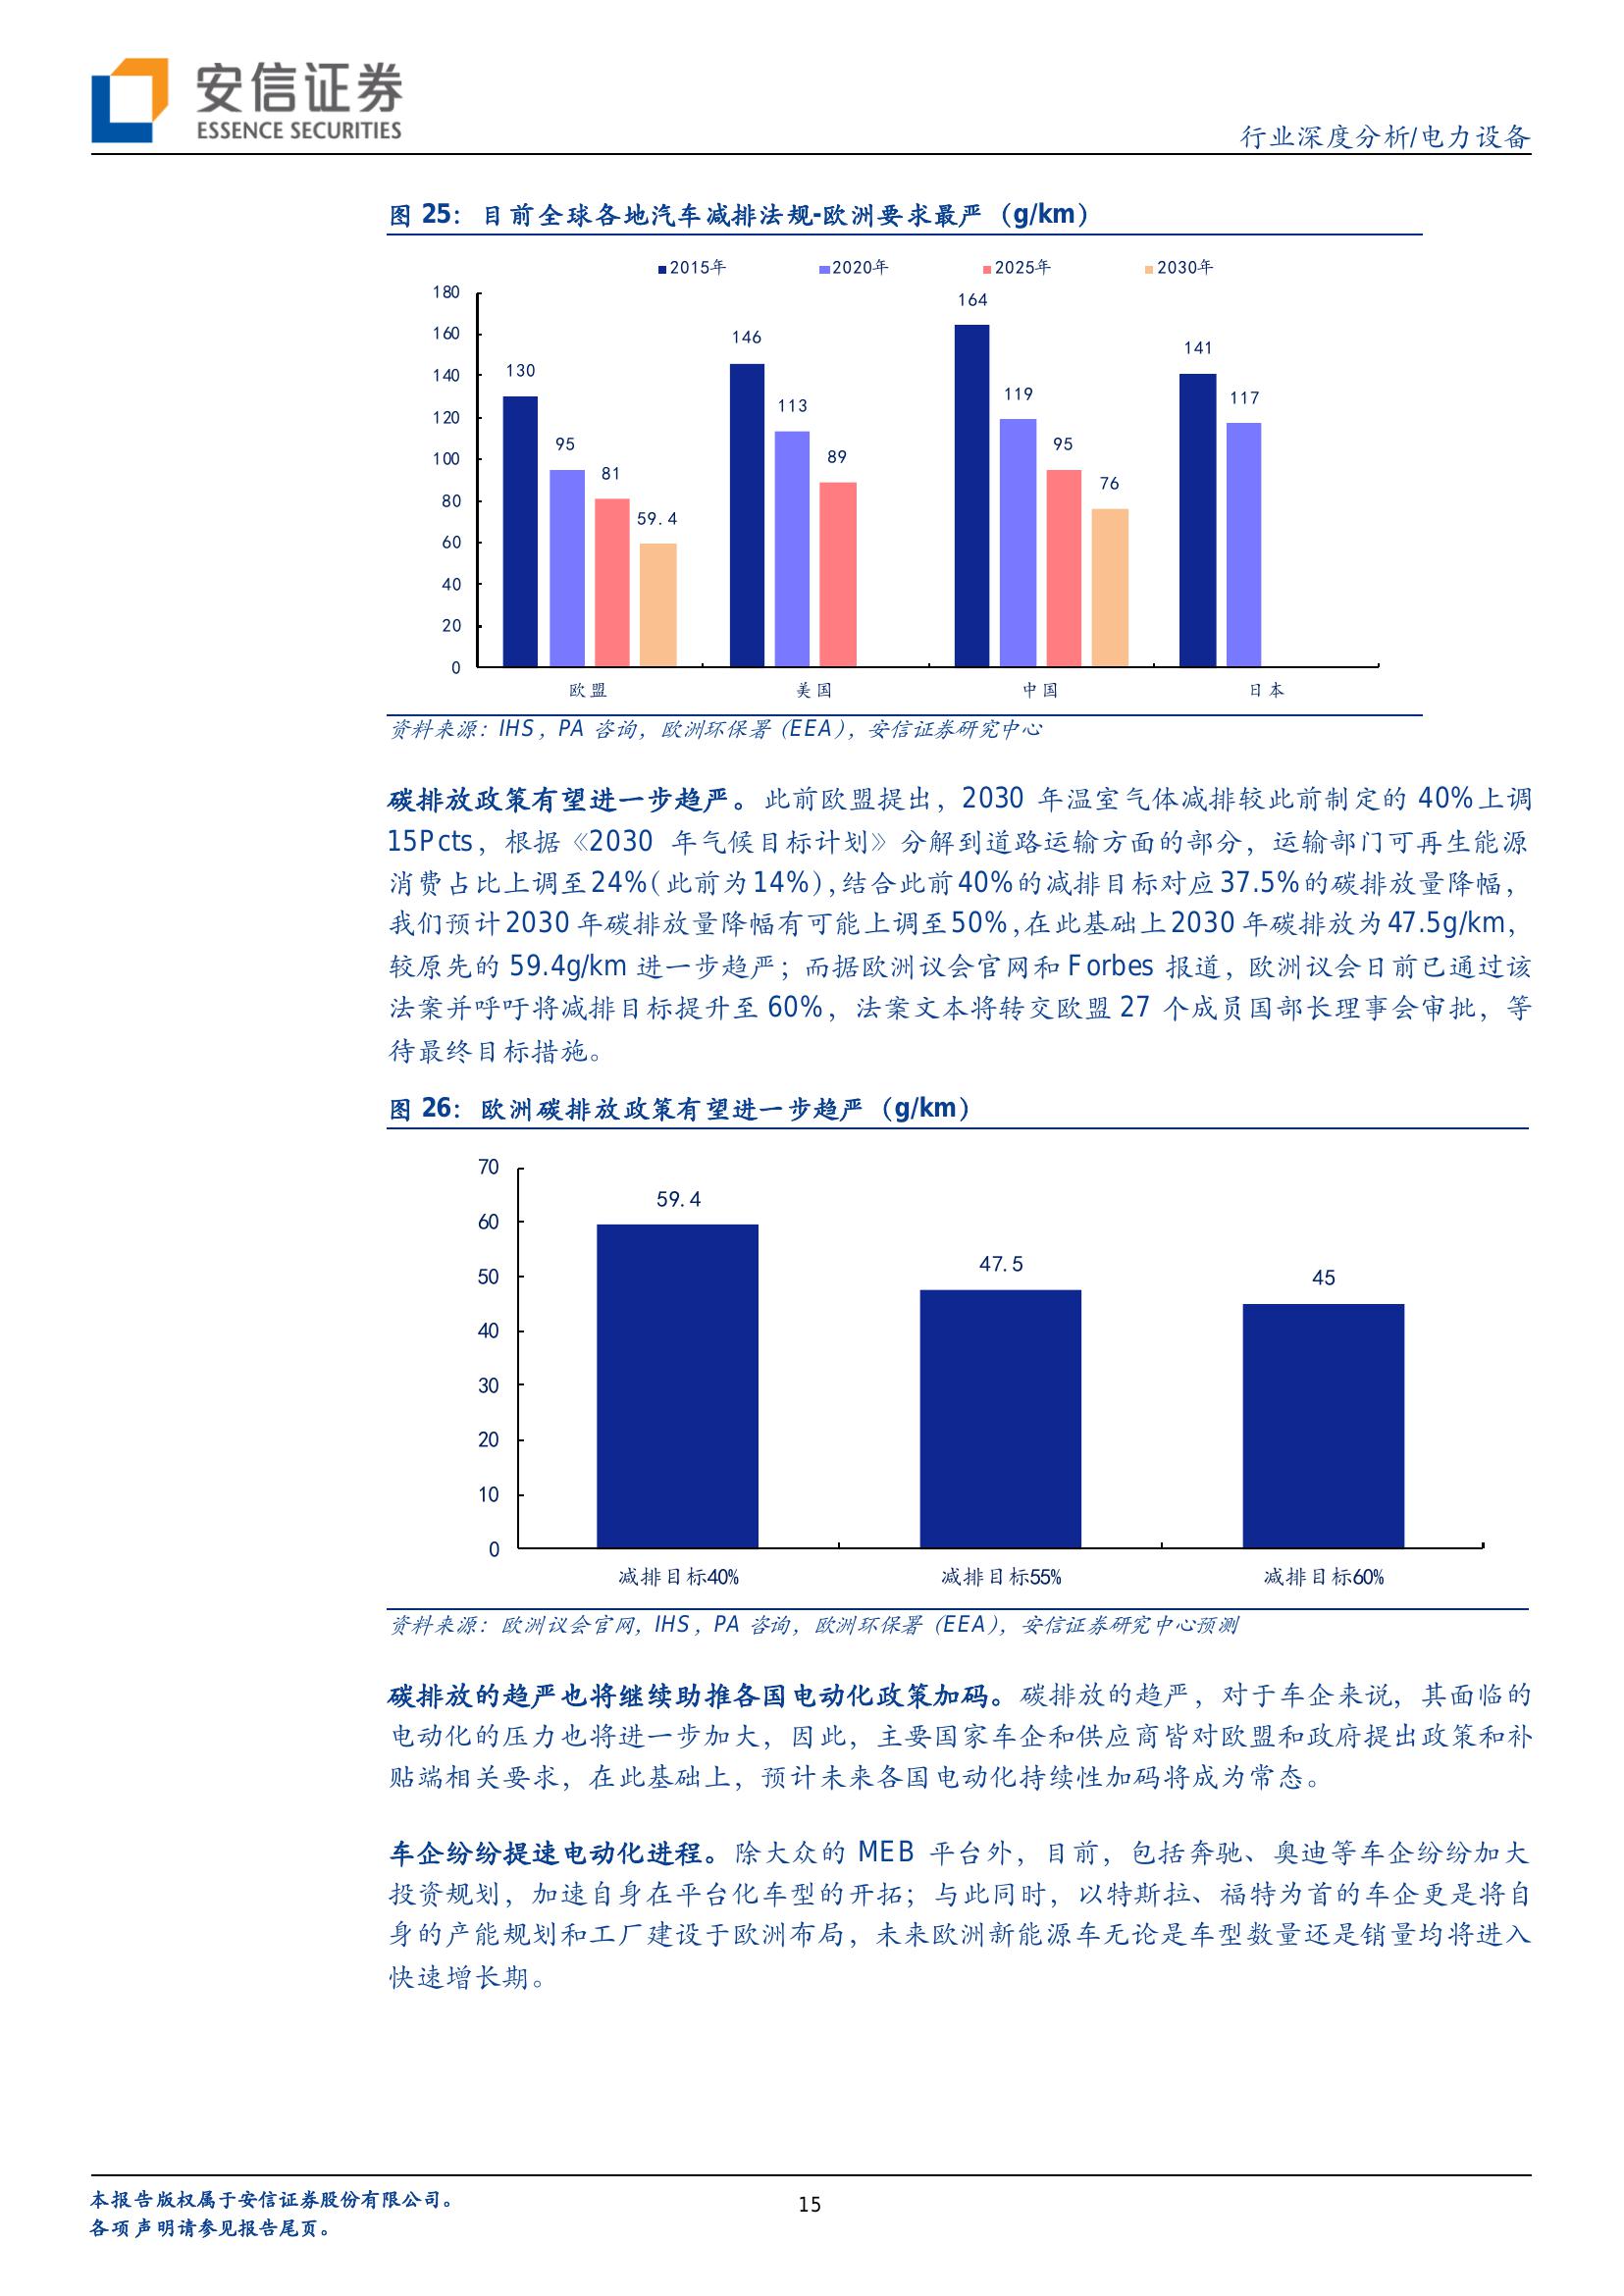 安信证券
ESSENCE SECURITIES
行业深度分析/电力设备
图 25：目前全球各地汽车减排法规-欧洲要求最严（g/km）
2015年 2020年 2025年 2030年
180
160
140
120
100
80
60
40
20
0
130 95 81 59.4
146 113 89
164 119 95 76
141 117
欧盟 美国 中国 日本
资料来源：IHS，PA 咨询，欧洲环保署（EEA），安信证券研究中心
碳排放政策有望进一步趋严。此前欧盟提出，2030 年温室气体减排较此前制定的 40%上调
15Pcts，根据《2030 年气候目标计划》分解到道路运输方面的部分，运输部门可再生能源
消费占比上调至24%（此前为14%），结合此前40%的减排目标对应37.5%的碳排放量降幅，
我们预计2030 年碳排放量降幅有可能上调至50%，在此基础上2030 年碳排放为47.5g/km，
较原先的 59.4g/km 进一步趋严；而据欧洲议会官网和 Forbes 报道，欧洲议会日前已通过该
法案并呼吁将减排目标提升至 60%，法案文本将转交欧盟 27 个成员国部长理事会审批，等
待最终目标措施。
图 26：欧洲碳排放政策有望进一步趋严（g/km）
70
60
50
40
30
20
10
0
59.4 47.5 45
减排目标40% 减排目标55% 减排目标60%
资料来源：欧洲议会官网，IHS，PA 咨询，欧洲环保署（EEA），安信证券研究中心预测
碳排放的趋严也将继续助推各国电动化政策加码。碳排放的趋严，对于车企来说，其面临的
电动化的压力也将进一步加大，因此，主要国家车企和供应商皆对欧盟和政府提出政策和补
贴端相关要求，在此基础上，预计未来各国电动化持续性加码将成为常态。
车企纷纷提速电动化进程。除大众的 MEB 平台外，目前，包括奔驰、奥迪等车企纷纷加大
投资规划，加速自身在平台化车型的开拓；与此同时，以特斯拉、福特为首的车企更是将自
身的产能规划和工厂建设于欧洲布局，未来欧洲新能源车无论是车型数量还是销量均将进入
快速增长期。
本报告版权属于安信证券股份有限公司。
各项声明请参见报告尾页。
15